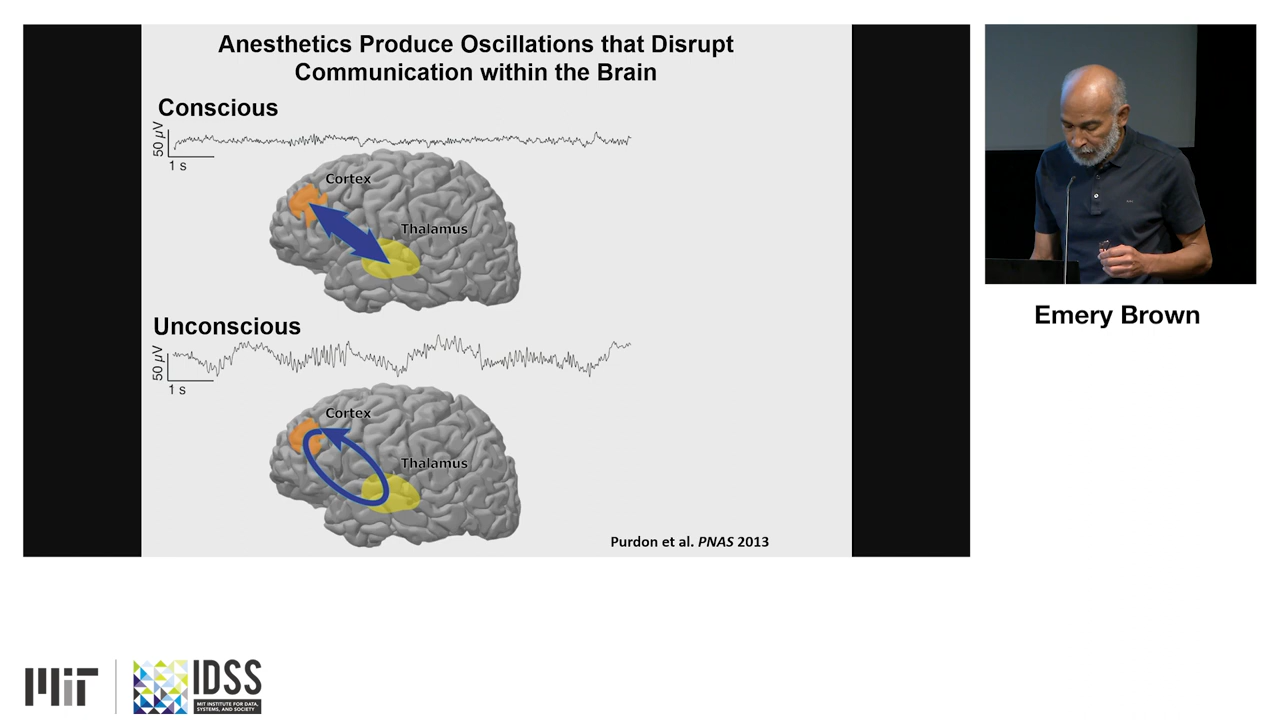 Anesthetics Produce Oscillations that Disrupt
Communication within the Brain
Conscious
50 µV
1 s
Cortex
Thalamus
Unconscious
50 µV
1 s
Cortex
Thalamus
Purdon et al. PNAS 2013
Emery Brown
MIT
IDSS
MIT INSTITUTE FOR DATA,
SYSTEMS, AND SOCIETY